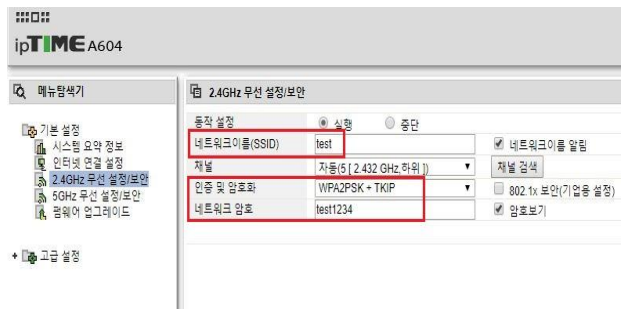 ipTIME A604
메뉴탐색기
기본 설정
시스템 요약 정보
인터넷 연결 설정
2.4GHz 무선 설정/보안
5GHz 무선 설정/보안
펌웨어 업그레이드
고급 설정
2.4GHz 무선 설정/보안
동작 설정 실행 중단
네트워크이름(SSID) test 네트워크이름 알림
채널 자동(5 [ 2.432 GHz,하위 ]) 채널 검색
인증 및 암호화 WPA2PSK + TKIP 802.1x 보안(기업용 설정)
네트워크 암호 test1234 암호보기